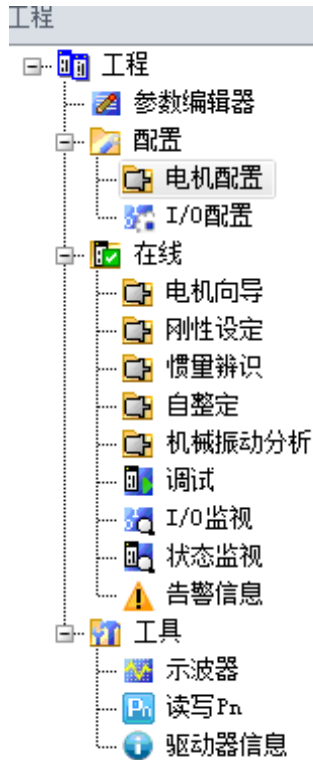 工程
工程
参数编辑器
配置
电机配置
I/O配置
在线
电机向导
刚性设定
惯量辨识
自整定
机械振动分析
调试
I/O监视
状态监视
告警信息
工具
示波器
读写Pn
驱动器信息